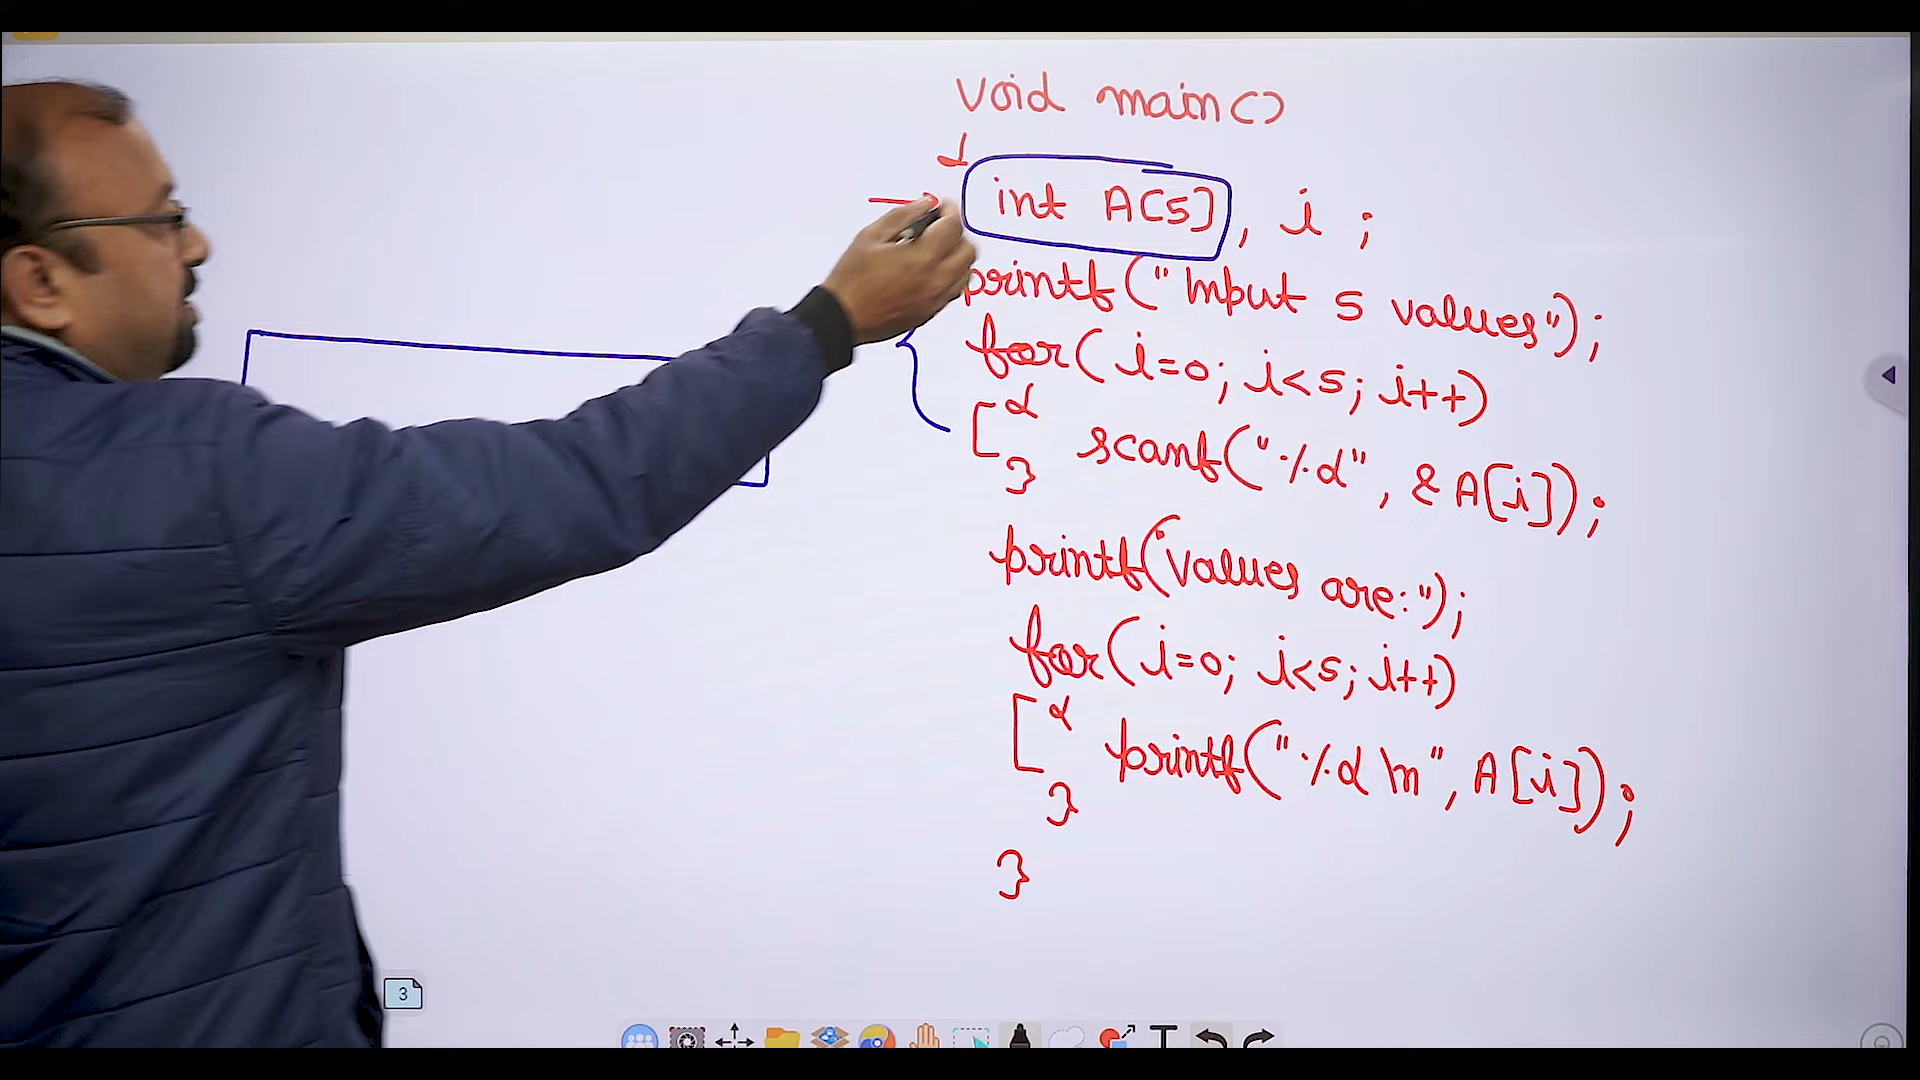 void main()
{
int A[5], i ;
printf("Input 5 values");
for(i=0; i<5; i++)
{ scanf("%d", &A[i]);
}
printf("values are:");
for(i=0; i<5; i++)
{ printf("%d \n", A[i]);
}
}
3
T